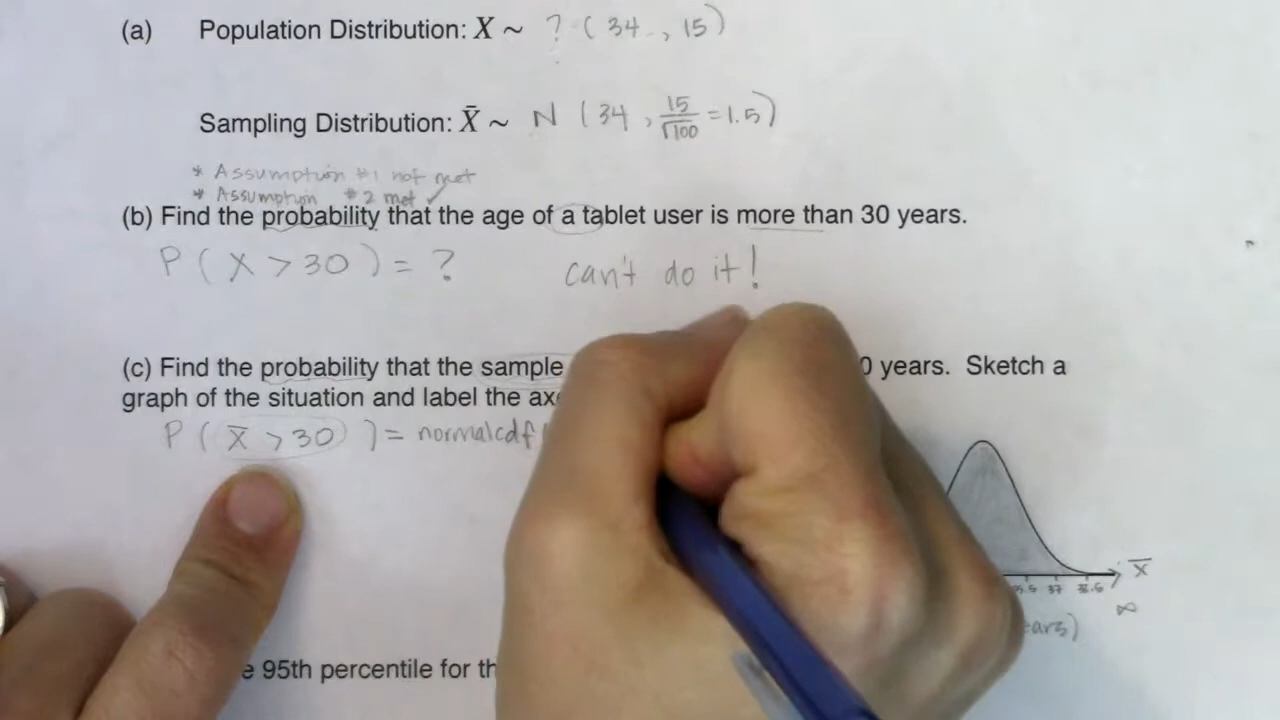 (a) Population Distribution: X ~ ? (34, 15)
Sampling Distribution: X̄ ~ N (34, 15/√100 = 1.5)
* Assumption #1 not met
* Assumption #2 met ✓
(b) Find the probability that the age of a tablet user is more than 30 years.
P(X > 30) = ? can't do it!
(c) Find the probability that the sample 0 years. Sketch a
graph of the situation and label the ax
P(X̄ > 30) = normalcdf(
X̄
37 38.5
∞
ears)
e 95th percentile for th